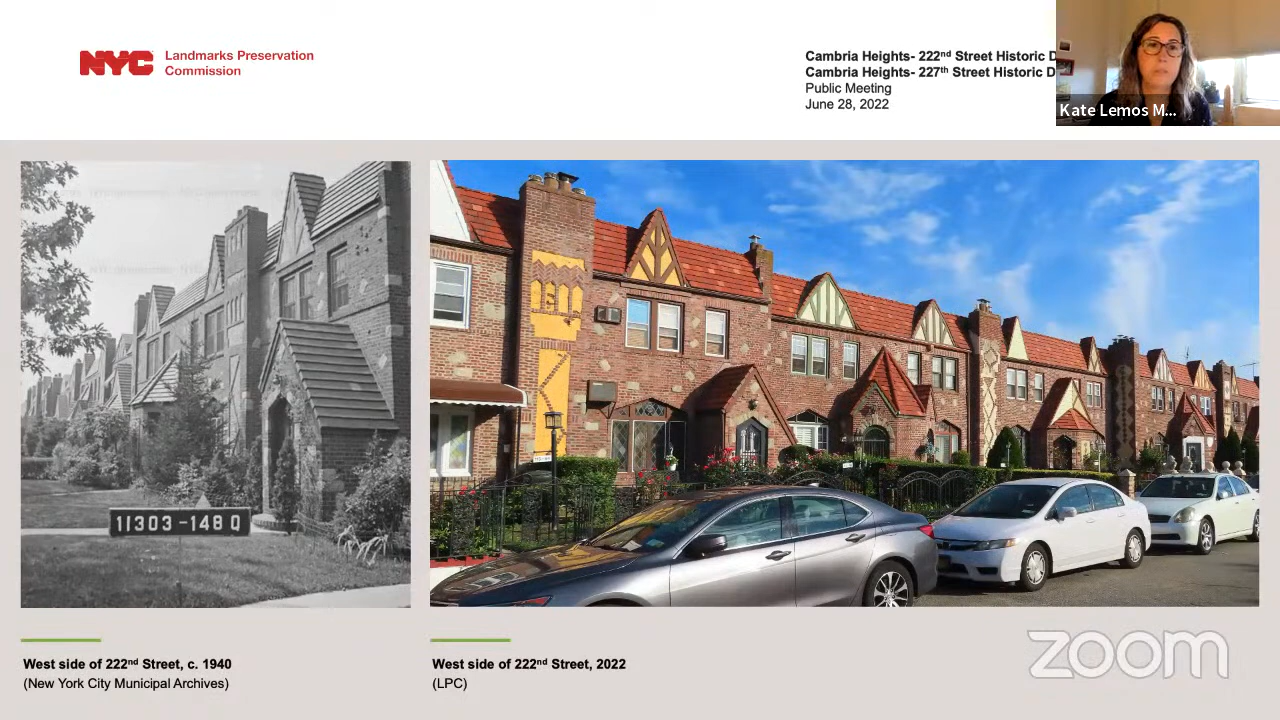 NYC
Landmarks Preservation
Commission
Cambria Heights- 222nd Street Historic D
Cambria Heights- 227th Street Historic D
Public Meeting
June 28, 2022
Kate Lemos M...
11303-148Q
West side of 222nd Street, c. 1940
(New York City Municipal Archives)
West side of 222nd Street, 2022
(LPC)
zoom